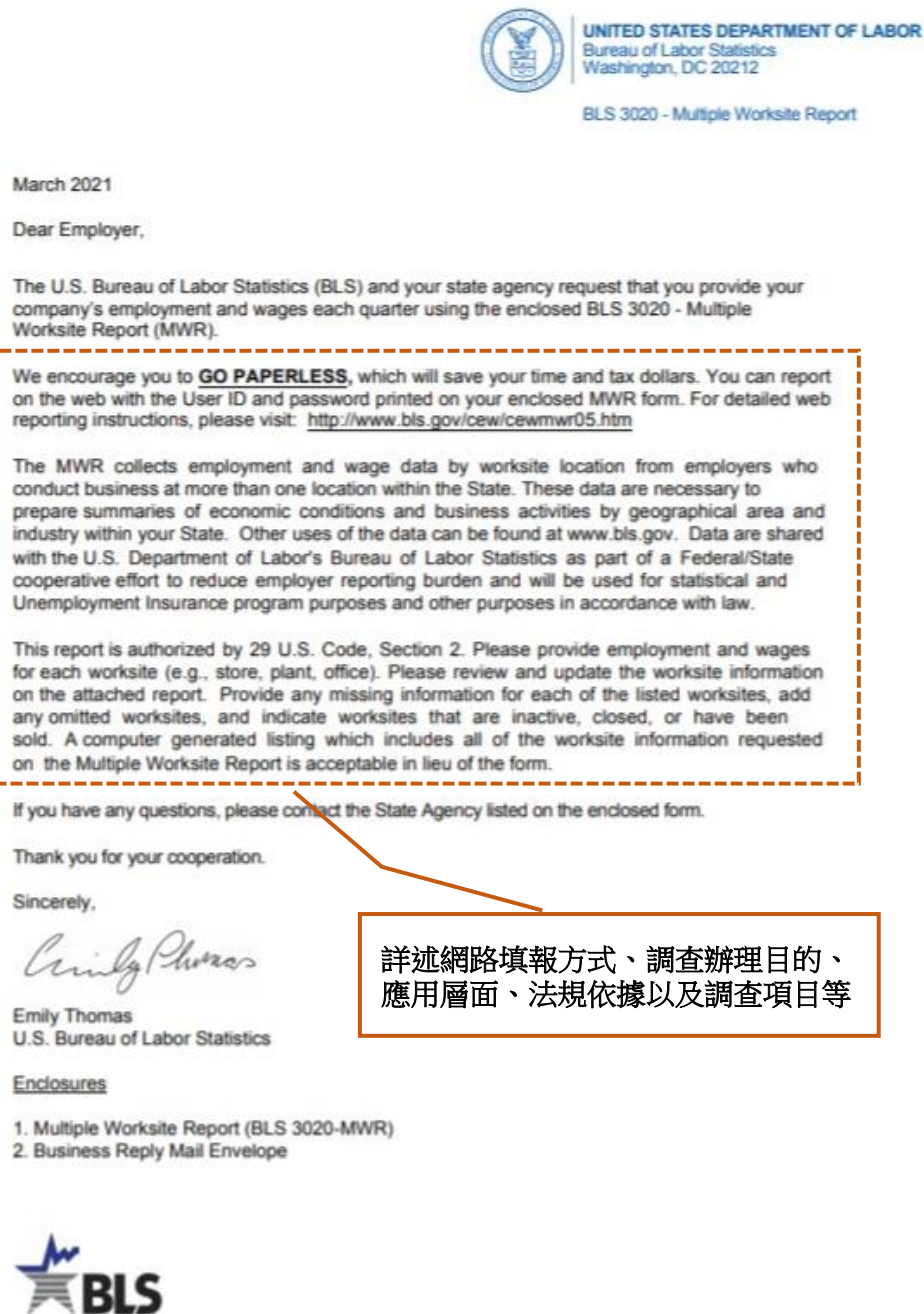 UNITED STATES DEPARTMENT OF LABOR
Bureau of Labor Statistics
Washington, DC 20212
BLS 3020 - Multiple Worksite Report
March 2021
Dear Employer,
The U.S. Bureau of Labor Statistics (BLS) and your state agency request that you provide your
company's employment and wages each quarter using the enclosed BLS 3020 - Multiple
Worksite Report (MWR).
We encourage you to GO PAPERLESS, which will save your time and tax dollars. You can report
on the web with the User ID and password printed on your enclosed MWR form. For detailed web
reporting instructions, please visit: http://www.bls.gov/cew/cewmwr05.htm
The MWR collects employment and wage data by worksite location from employers who
conduct business at more than one location within the State. These data are necessary to
prepare summaries of economic conditions and business activities by geographical area and
industry within your State. Other uses of the data can be found at www.bls.gov. Data are shared
with the U.S. Department of Labor's Bureau of Labor Statistics as part of a Federal/State
cooperative effort to reduce employer reporting burden and will be used for statistical and
Unemployment Insurance program purposes and other purposes in accordance with law.
This report is authorized by 29 U.S. Code, Section 2. Please provide employment and wages
for each worksite (e.g., store, plant, office). Please review and update the worksite information
on the attached report. Provide any missing information for each of the listed worksites, add
any omitted worksites, and indicate worksites that are inactive, closed, or have been
sold. A computer generated listing which includes all of the worksite information requested
on the Multiple Worksite Report is acceptable in lieu of the form.
If you have any questions, please contact the State Agency listed on the enclosed form.
Thank you for your cooperation.
Sincerely,
Emily Thomas
詳述網路填報方式、調查辦理目的、
應用層面、法規依據以及調查項目等
Emily Thomas
U.S. Bureau of Labor Statistics
Enclosures
1. Multiple Worksite Report (BLS 3020-MWR)
2. Business Reply Mail Envelope
BLS